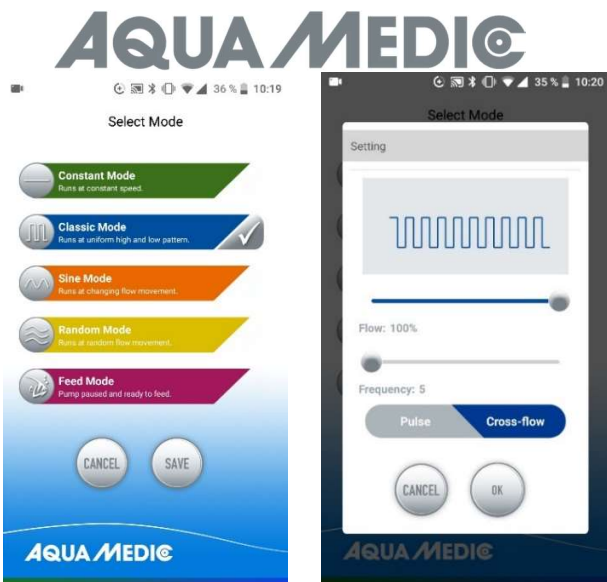 AQUA MEDIC
36 % 10:19
Select Mode
Constant Mode
Runs at constant speed.
Classic Mode
Runs at uniform high and low pattern.
Sine Mode
Runs at changing flow movement.
Random Mode
Runs at random flow movement.
Feed Mode
Pump paused and ready to feed.
CANCEL
SAVE
AQUA MEDIC
35 % 10:20
Select Mode
Setting
Flow: 100%
Frequency: 5
Pulse
Cross-flow
CANCEL
OK
AQUA MEDIC